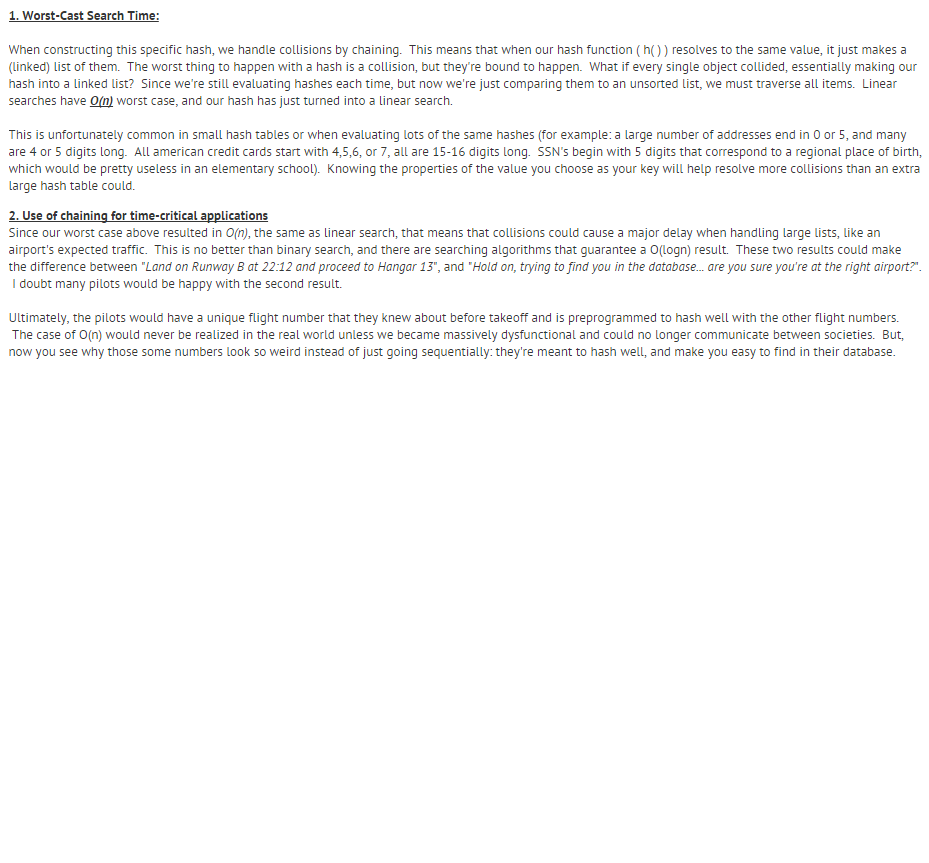 1. Worst-Cast Search Time:
When constructing this specific hash, we handle collisions by chaining.  This means that when our hash function ( h( ) ) resolves to the same value, it just makes a
(linked) list of them.  The worst thing to happen with a hash is a collision, but they're bound to happen.  What if every single object collided, essentially making our
hash into a linked list?  Since we're still evaluating hashes each time, but now we're just comparing them to an unsorted list, we must traverse all items.  Linear
searches have O(n) worst case, and our hash has just turned into a linear search.
This is unfortunately common in small hash tables or when evaluating lots of the same hashes (for example: a large number of addresses end in 0 or 5, and many
are 4 or 5 digits long.  All american credit cards start with 4,5,6, or 7, all are 15-16 digits long.  SSN's begin with 5 digits that correspond to a regional place of birth,
which would be pretty useless in an elementary school).  Knowing the properties of the value you choose as your key will help resolve more collisions than an extra
large hash table could.
2. Use of chaining for time-critical applications
Since our worst case above resulted in O(n), the same as linear search, that means that collisions could cause a major delay when handling large lists, like an
airport's expected traffic.  This is no better than binary search, and there are searching algorithms that guarantee a O(logn) result.  These two results could make
the difference between "Land on Runway B at 22:12 and proceed to Hangar 13", and "Hold on, trying to find you in the database... are you sure you're at the right airport?".
I doubt many pilots would be happy with the second result.
Ultimately, the pilots would have a unique flight number that they knew about before takeoff and is preprogrammed to hash well with the other flight numbers.
The case of O(n) would never be realized in the real world unless we became massively dysfunctional and could no longer communicate between societies.  But,
now you see why those some numbers look so weird instead of just going sequentially: they're meant to hash well, and make you easy to find in their database.